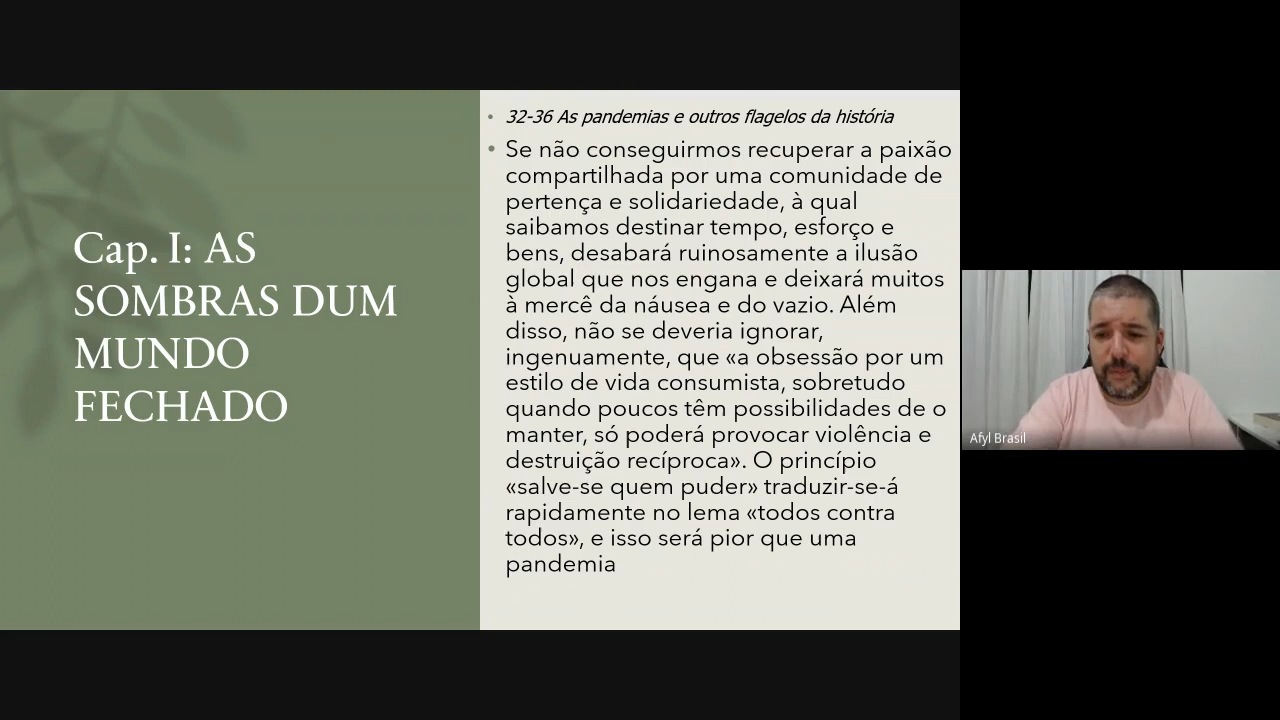 Cap. I: AS
SOMBRAS DUM
MUNDO
FECHADO
• 32-36 As pandemias e outros flagelos da história
• Se não conseguirmos recuperar a paixão
compartilhada por uma comunidade de
pertença e solidariedade, à qual
saibamos destinar tempo, esforço e
bens, desabará ruinosamente a ilusão
global que nos engana e deixará muitos
à mercê da náusea e do vazio. Além
disso, não se deveria ignorar,
ingenuamente, que «a obsessão por um
estilo de vida consumista, sobretudo
quando poucos têm possibilidades de o
manter, só poderá provocar violência e
destruição recíproca». O princípio
«salve-se quem puder» traduzir-se-á
rapidamente no lema «todos contra
todos», e isso será pior que uma
pandemia
Afyl Brasil